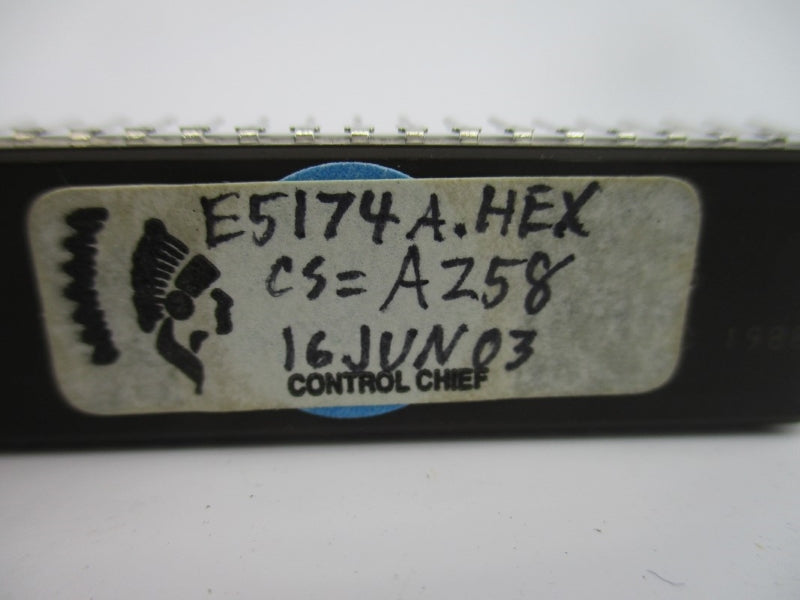 E5174A.HEX
CS=A258
16JUN03
CONTROL CHIEF